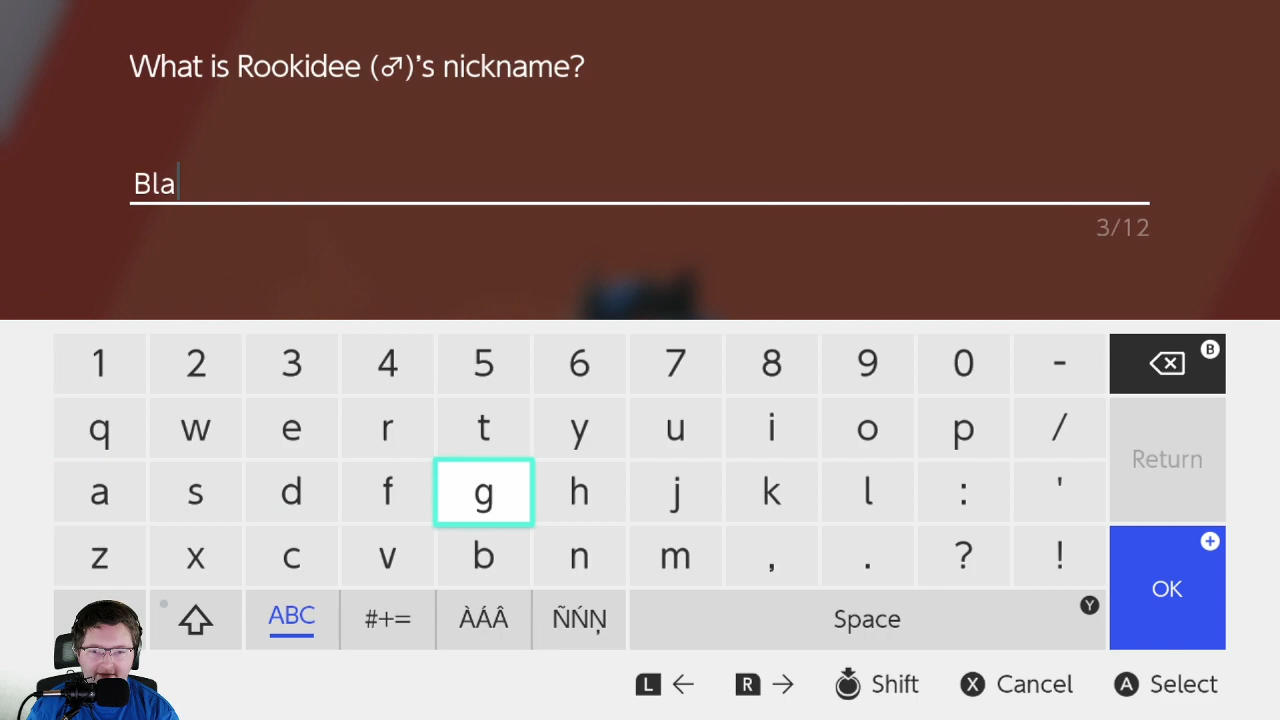 What is Rookidee (♂)'s nickname?
Bla
3/12
1 2 3 4 5 6 7 8 9 0 - B
q w e r t y u i o p /
Return
a s d f g h j k l : '
z x c v b n m , . ? ! +
OK
ABC #+= ÀÁÂ ÑŃŅ Space Y
L ← R → Shift X Cancel A Select